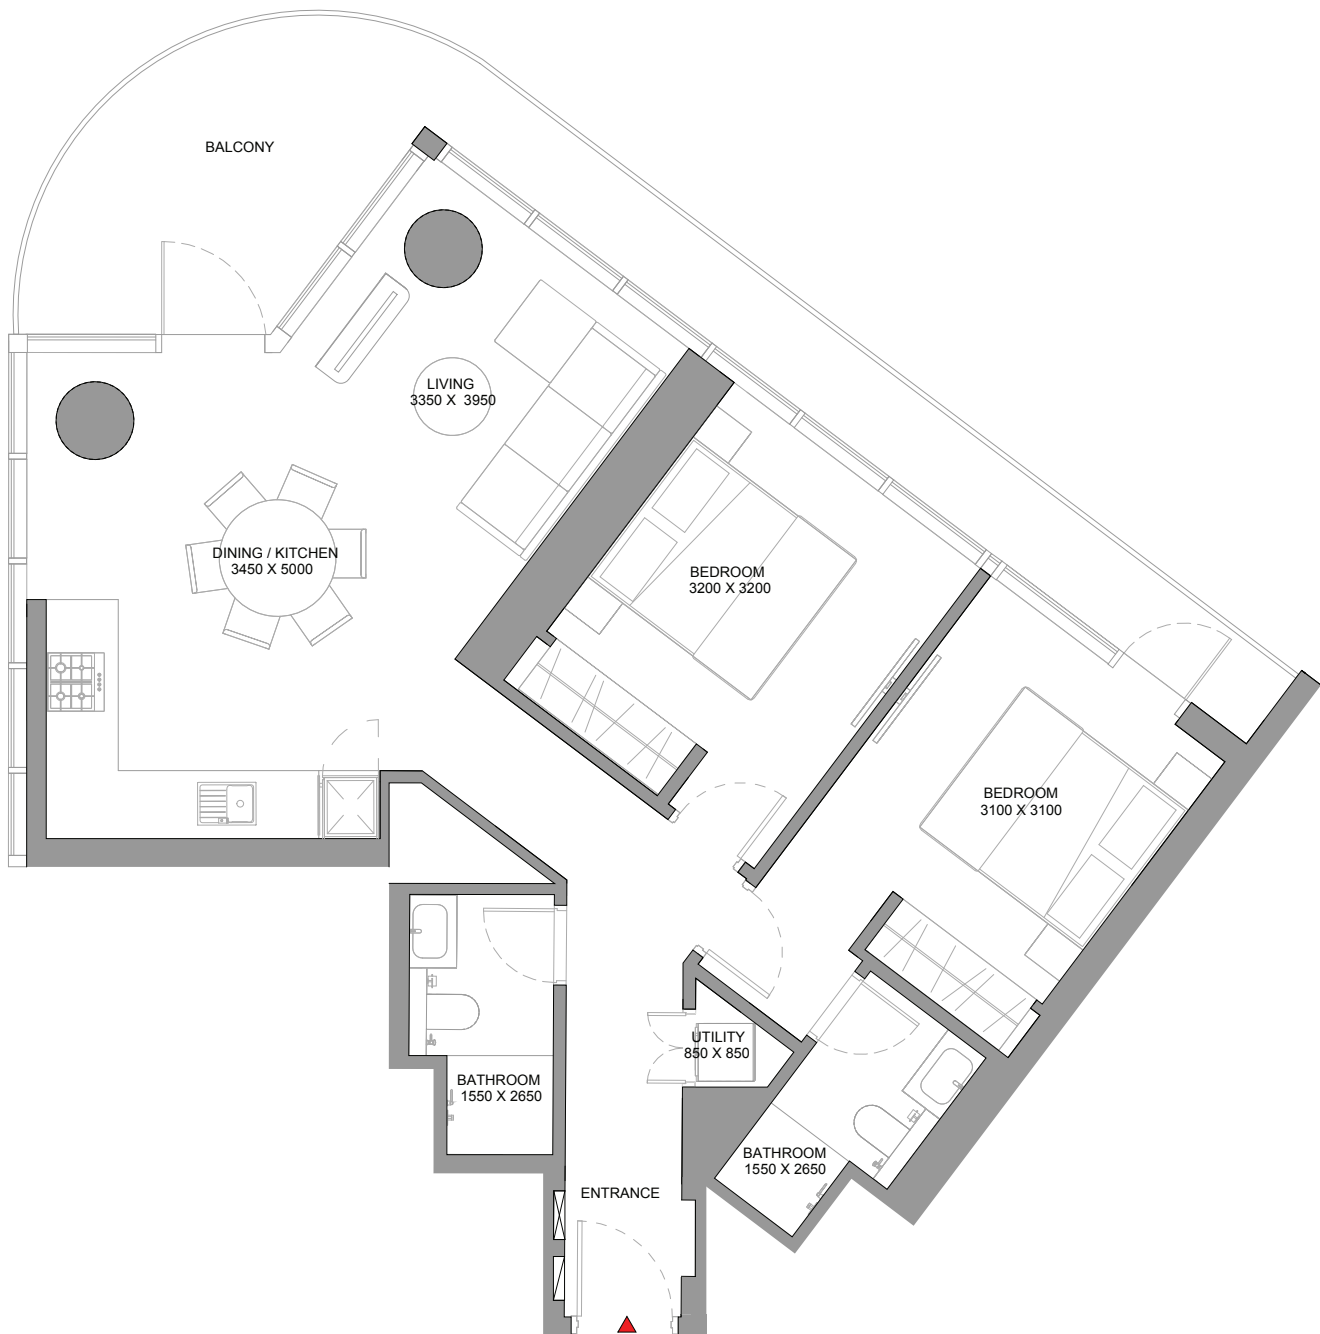 BALCONY
LIVING
3350 X 3950
DINING / KITCHEN
3450 X 5000
BEDROOM
3200 X 3200
BEDROOM
3100 X 3100
UTILITY
850 X 850
BATHROOM
1550 X 2650
BATHROOM
1550 X 2650
ENTRANCE